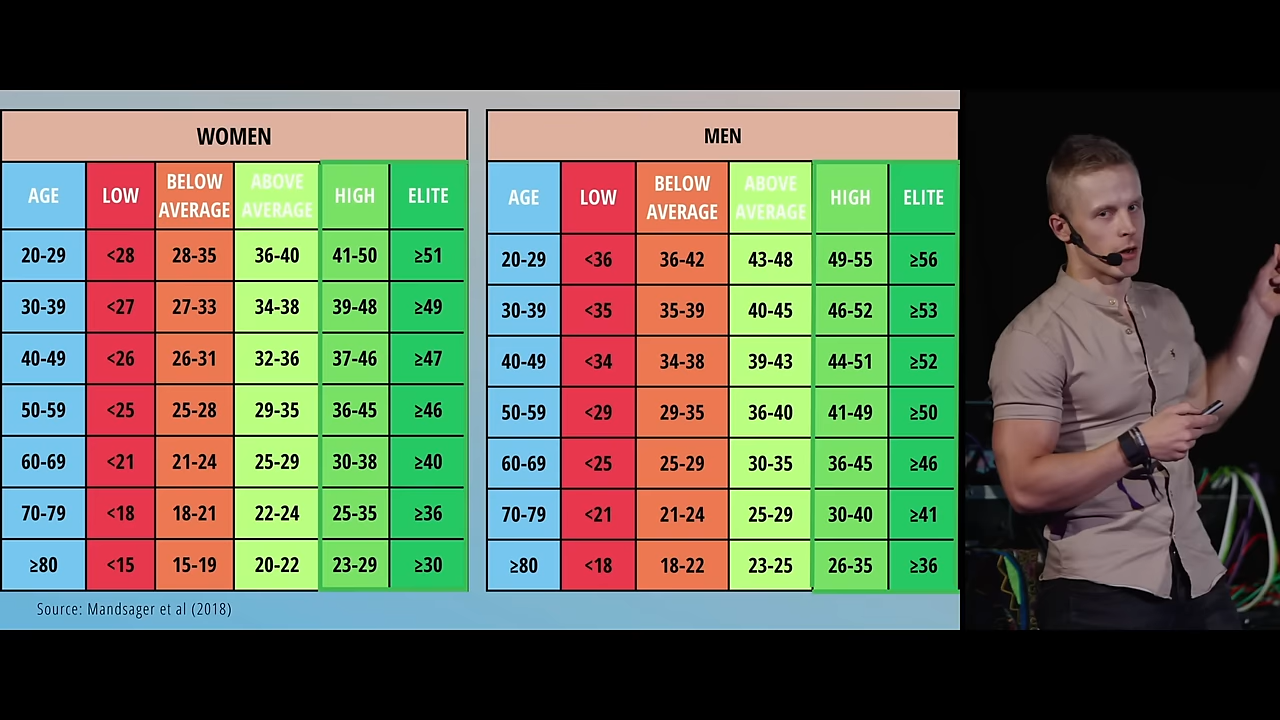 WOMEN
AGE LOW BELOW AVERAGE ABOVE AVERAGE HIGH ELITE
20-29 <28 28-35 36-40 41-50 ≥51
30-39 <27 27-33 34-38 39-48 ≥49
40-49 <26 26-31 32-36 37-46 ≥47
50-59 <25 25-28 29-35 36-45 ≥46
60-69 <21 21-24 25-29 30-38 ≥40
70-79 <18 18-21 22-24 25-35 ≥36
≥80 <15 15-19 20-22 23-29 ≥30
MEN
AGE LOW BELOW AVERAGE ABOVE AVERAGE HIGH ELITE
20-29 <36 36-42 43-48 49-55 ≥56
30-39 <35 35-39 40-45 46-52 ≥53
40-49 <34 34-38 39-43 44-51 ≥52
50-59 <29 29-35 36-40 41-49 ≥50
60-69 <25 25-29 30-35 36-45 ≥46
70-79 <21 21-24 25-29 30-40 ≥41
≥80 <18 18-22 23-25 26-35 ≥36
Source: Mandsager et al (2018)